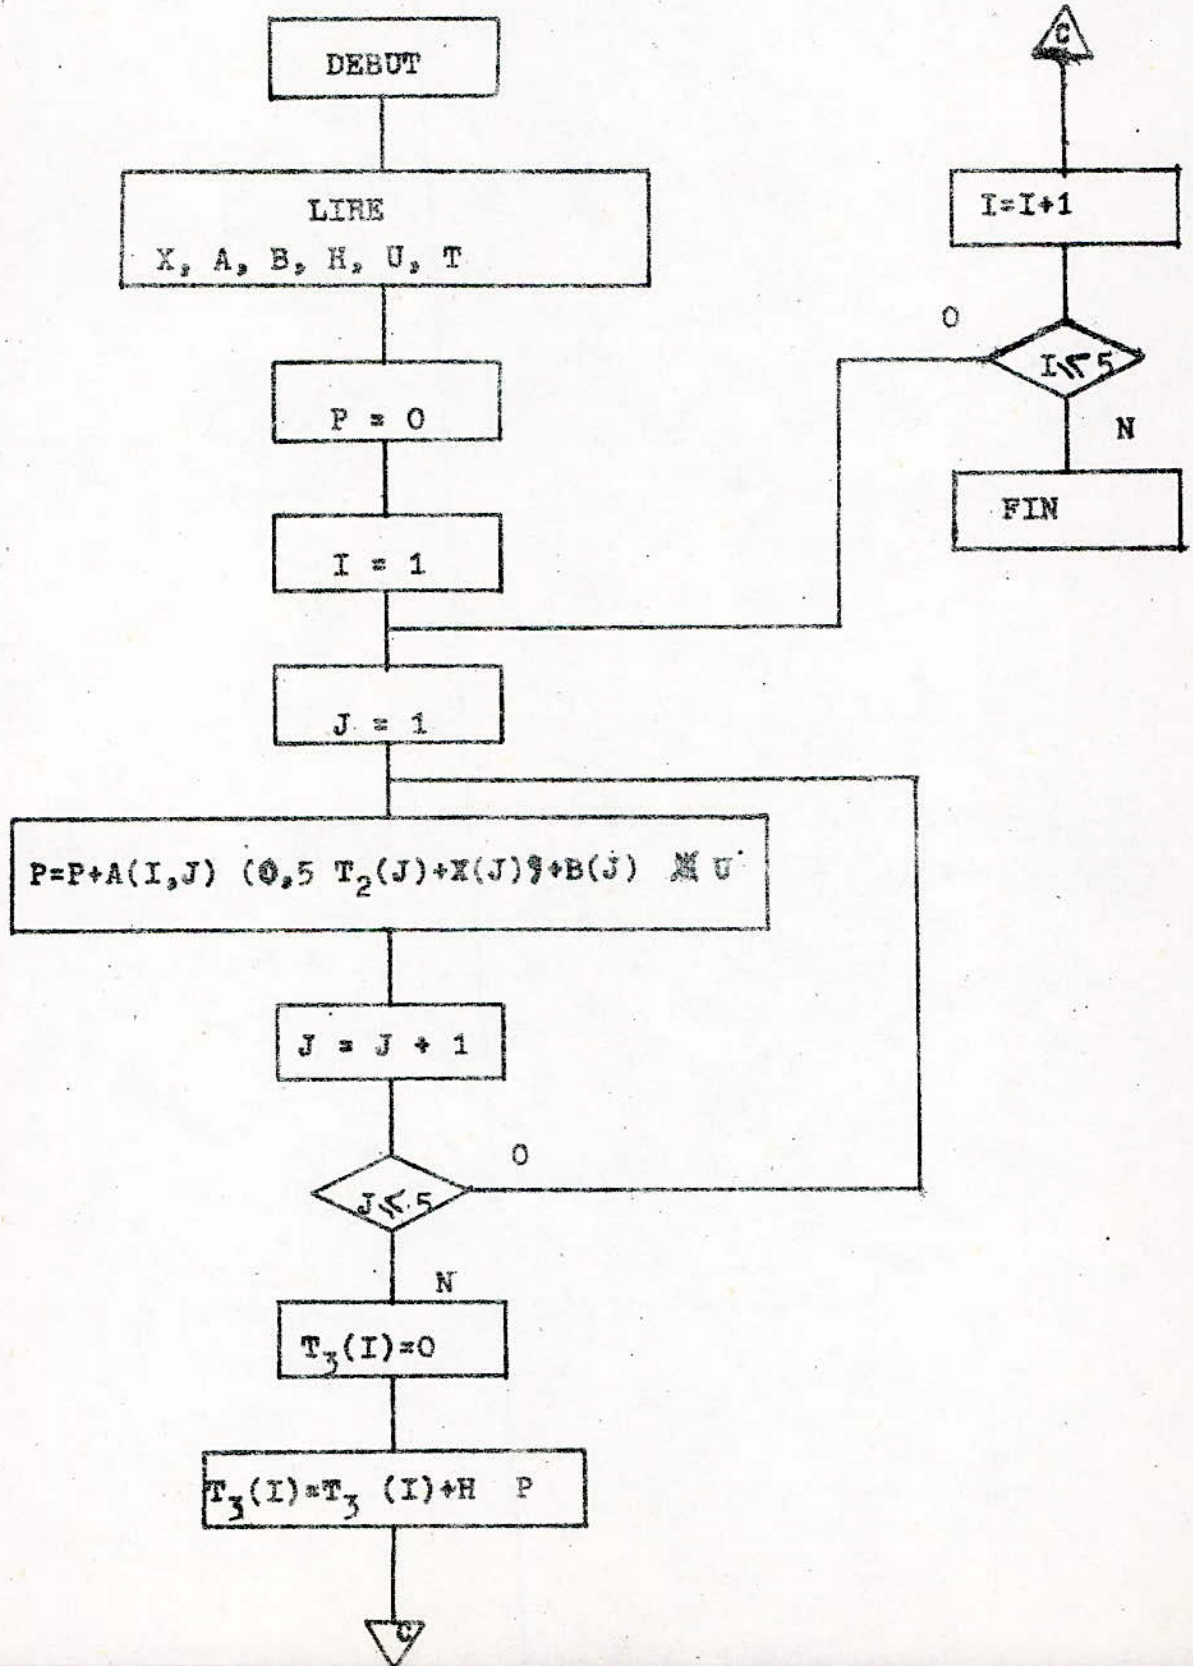 DEBUT
LIRE
X, A, B, H, U, T
P = 0
I = 1
J = 1
P=P+A(I,J) (0,5 T₂(J)+X(J))+B(J) * U
J = J + 1
J ≤ 5
O
N
T₃(I)=0
T₃(I)=T₃ (I)+H P
C
C
I=I+1
O
I ≤ 5
N
FIN